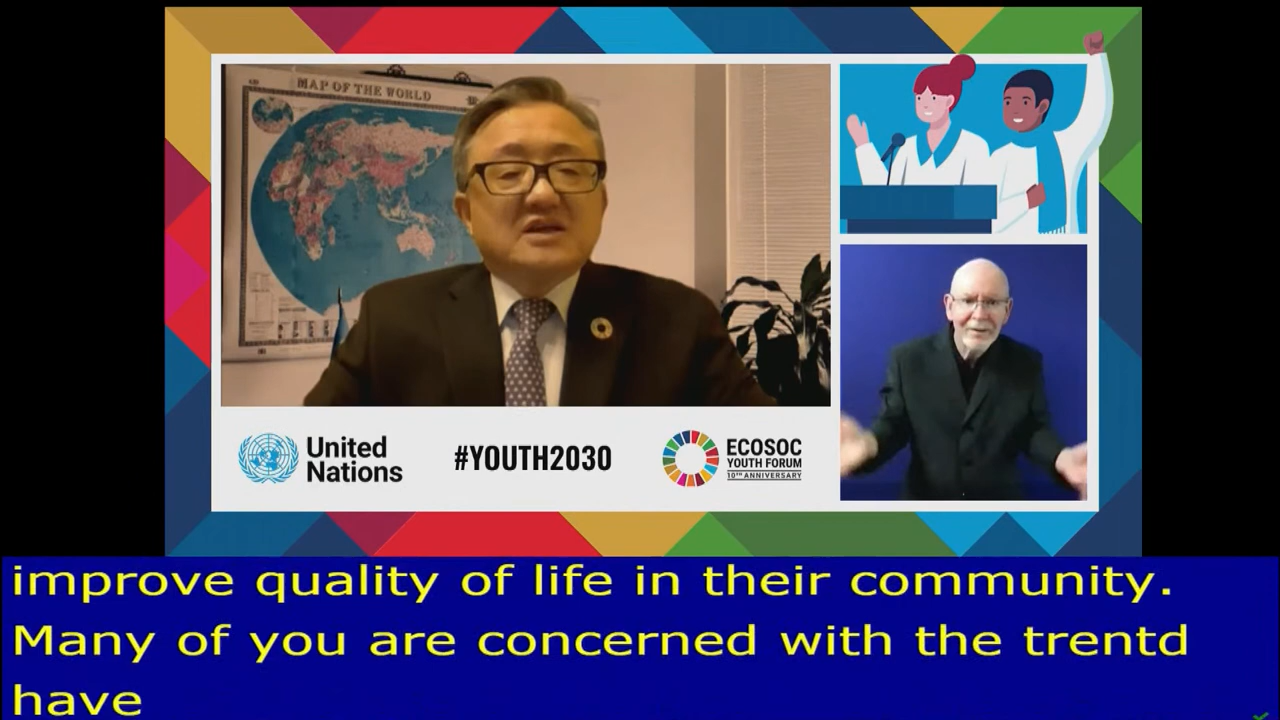 MAP OF THE WORLD
United
Nations
#YOUTH2030
ECOSOC
YOUTH FORUM
10TH ANNIVERSARY
improve quality of life in their community.
Many of you are concerned with the trentd
have